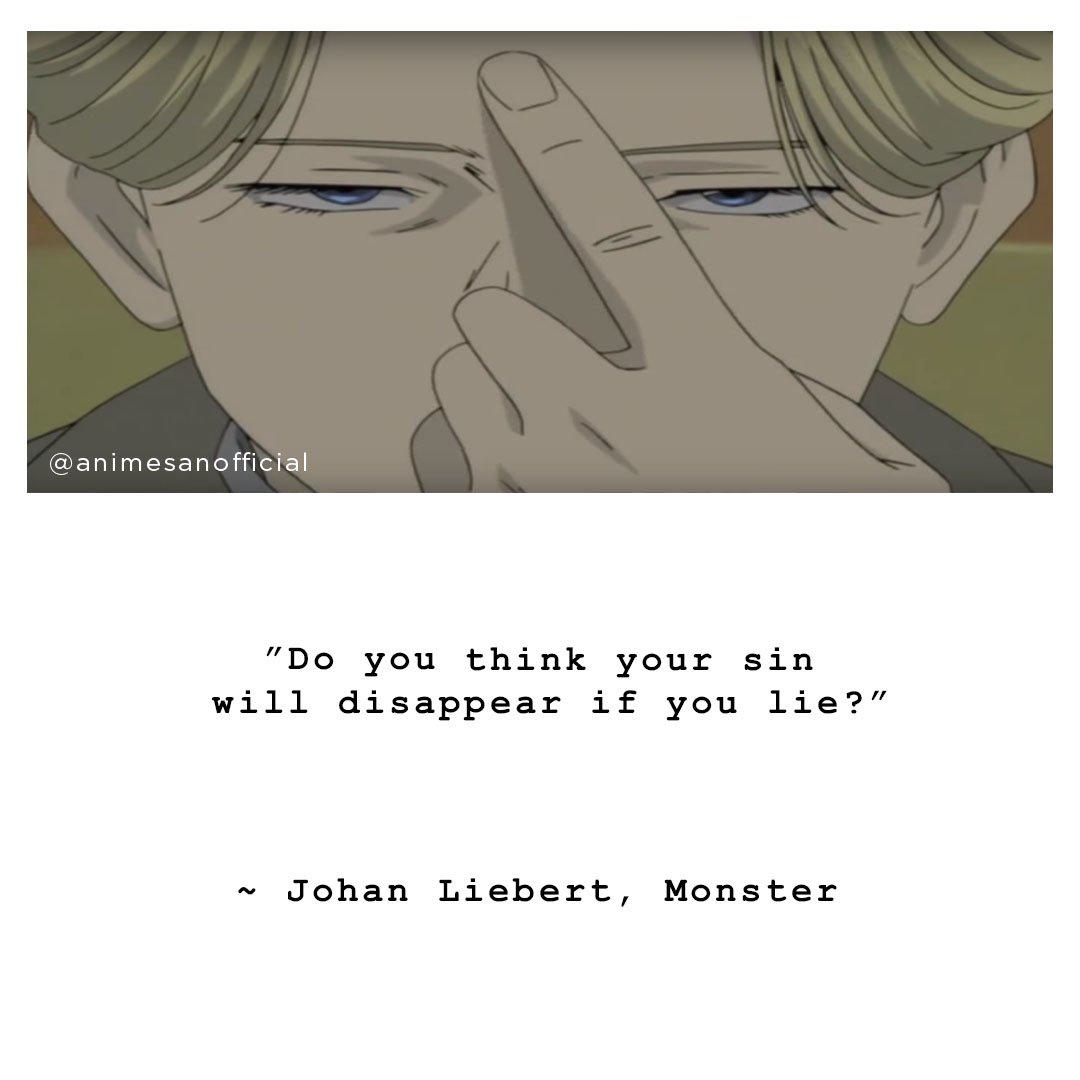 @animesanofficial
"Do you think your sin
will disappear if you lie?"
~ Johan Liebert, Monster